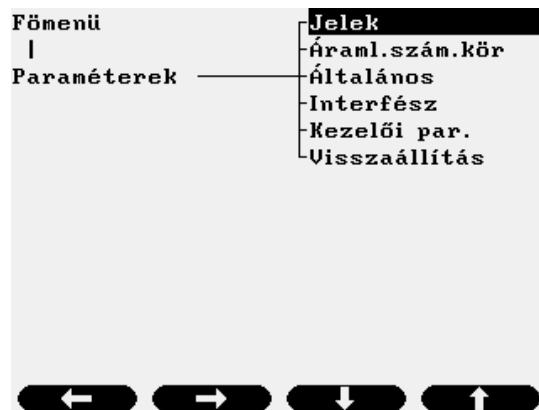 Fömenü
Paraméterek
Jelek
Áraml.szám.kör
Általános
Interfész
Kezelői par.
Visszaállítás